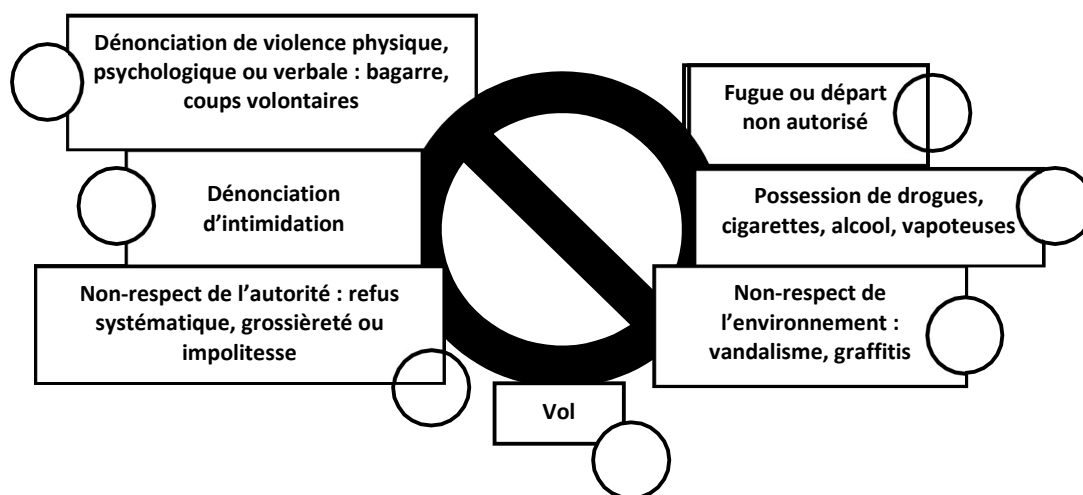 Dénonciation de violence physique,
psychologique ou verbale : bagarre,
coups volontaires
Dénonciation
d’intimidation
Non-respect de l’autorité : refus
systématique, grossièreté ou
impolitesse
Vol
Fugue ou départ
non autorisé
Possession de drogues,
cigarettes, alcool, vapoteuses
Non-respect de
l’environnement :
vandalisme, graffitis